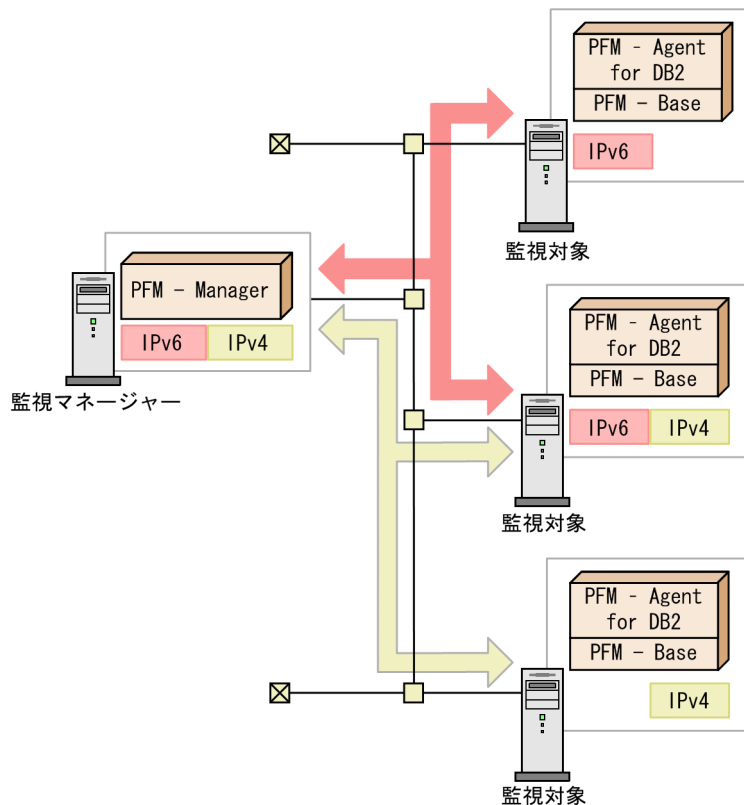 PFM - Agent
for DB2
PFM － Base
IPv6
監視対象
PFM － Manager
IPv6 IPv4
監視マネージャー
PFM - Agent
for DB2
PFM － Base
IPv6 IPv4
監視対象
PFM - Agent
for DB2
PFM － Base
IPv4
監視対象